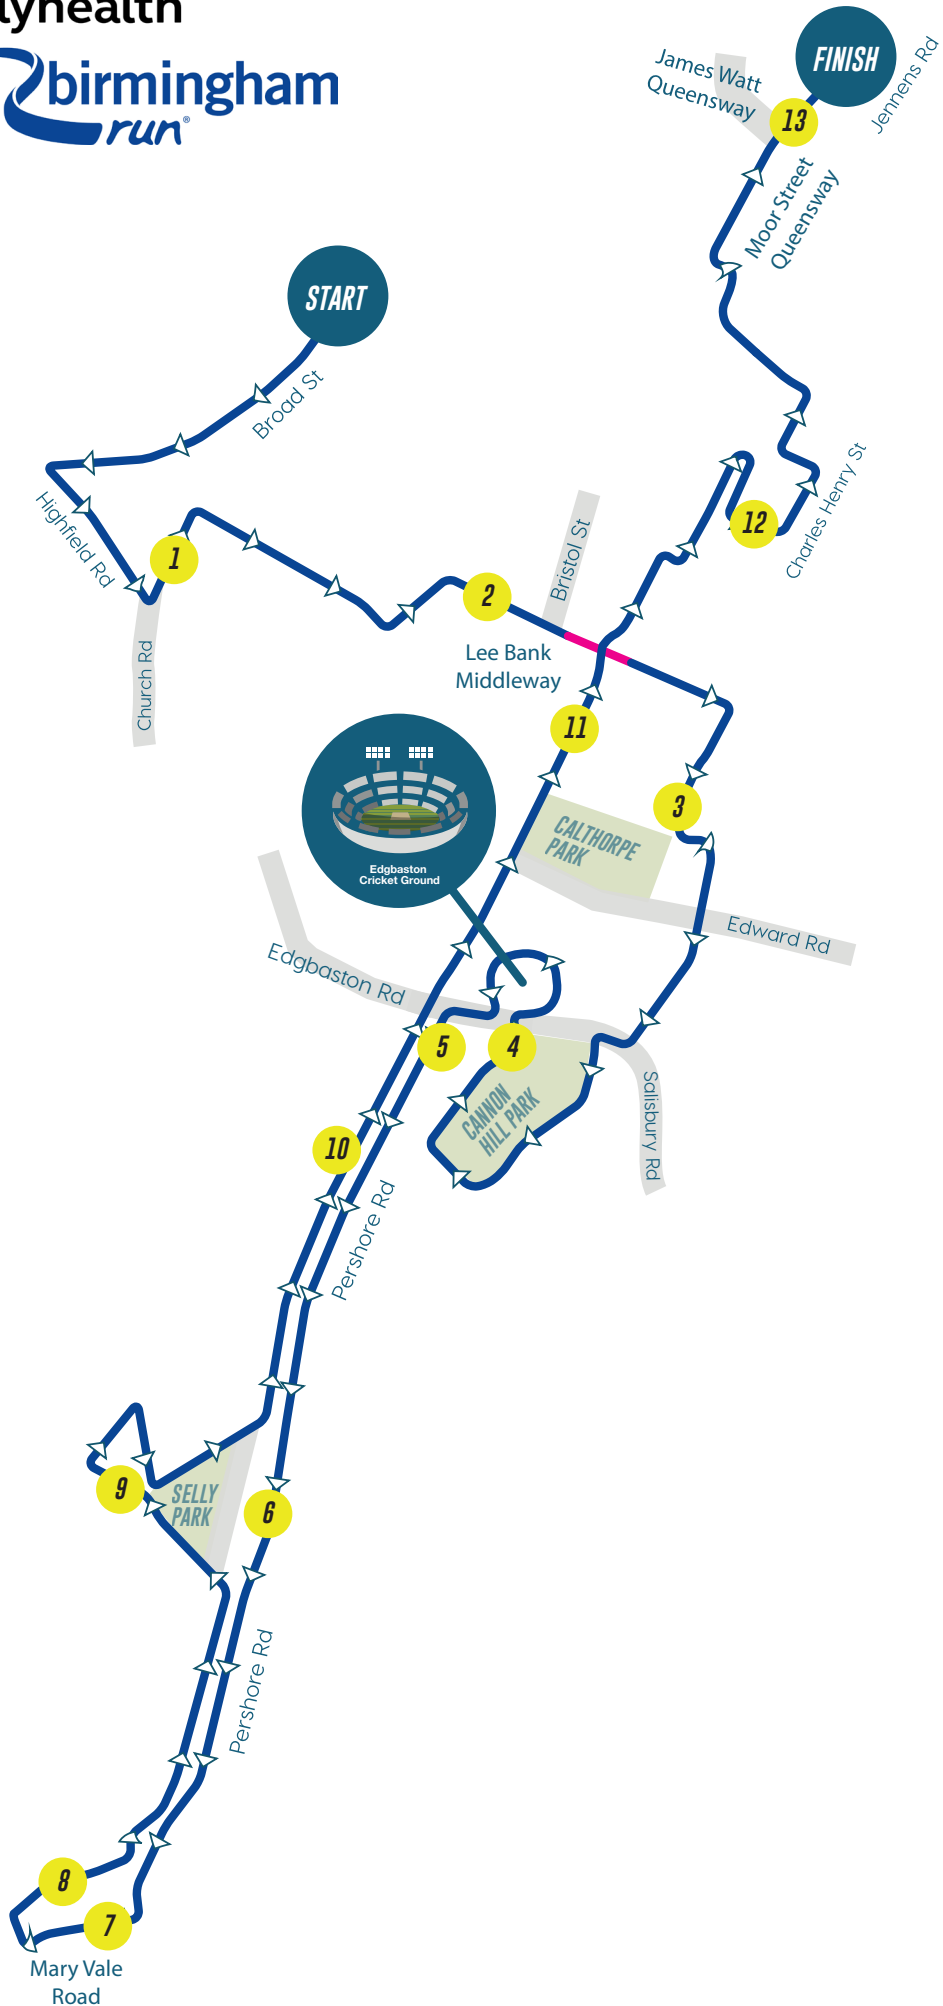 lyhealth
birmingham
run®
FINISH
Jennens Rd
James Watt
Queensway
13
Moor Street
Queensway
START
Broad St
Highfield Rd
1
Church Rd
2
Bristol St
12
Charles Henry St
Lee Bank
Middleway
11
3
CALTHORPE
PARK
Edgbaston
Cricket Ground
Edward Rd
Edgbaston Rd
5
4
CANNON
HILL PARK
Salisbury Rd
10
Pershore Rd
9
SELLY
PARK
6
Pershore Rd
8
7
Mary Vale
Road